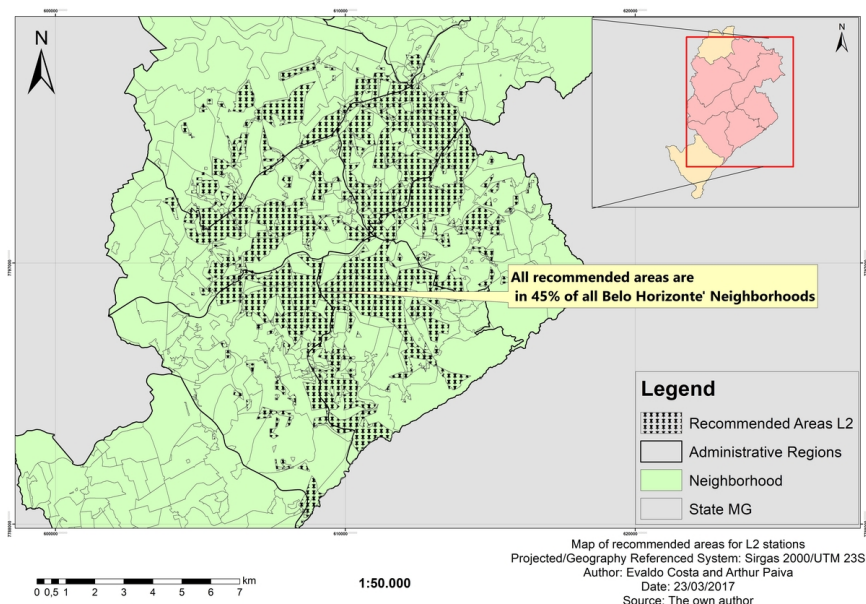 600000
610000
620000
N
N
All recommended areas are
in 45% of all Belo Horizonte' Neighborhoods
Legend
Recommended Areas L2
Administrative Regions
Neighborhood
State MG
0 0,5 1 2 3 4 5 6 7 km
1:50.000
Map of recommended areas for L2 stations
Projected/Geography Referenced System: Sirgas 2000/UTM 23S
Author: Evaldo Costa and Arthur Paiva
Date: 23/03/2017
Source: The own author